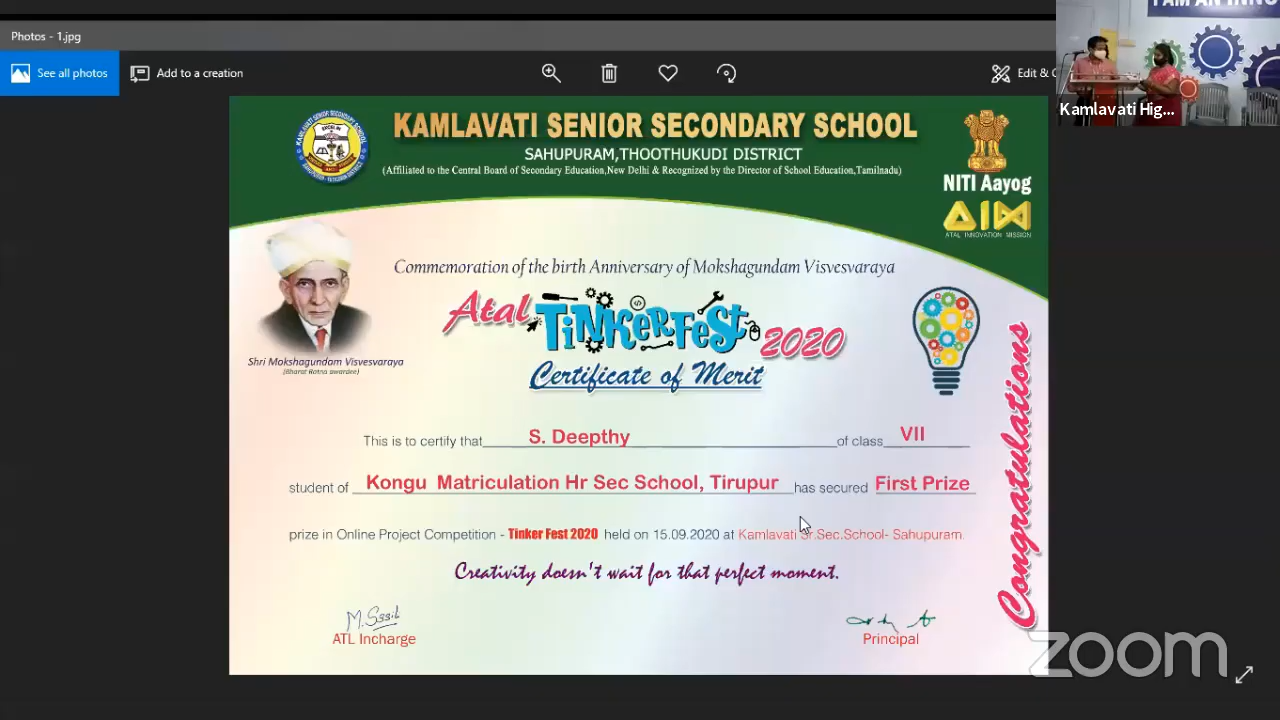 Photos - 1.jpg
See all photos
Add to a creation
Edit & C
I AM AN INNO
Kamlavati Hig...
KAMLAVATI SENIOR SECONDARY SCHOOL
SAHUPURAM,THOOTHUKUDI DISTRICT
(Affiliated to the Central Board of Secondary Education,New Delhi & Recognized by the Director of School Education,Tamilnadu)
NITI Aayog
AIM
ATAL INNOVATION MISSION
Commemoration of the birth Anniversary of Mokshagundam Visvesvaraya
Atal TiNKeRFeSt 2020
Certificate of Merit
Shri Mokshagundam Visvesvaraya
(Bharat Ratna awardee)
This is to certify that S. Deepthy of class VII
student of Kongu Matriculation Hr Sec School, Tirupur has secured First Prize
prize in Online Project Competition - Tinker Fest 2020 held on 15.09.2020 at Kamlavati Sr.Sec.School- Sahupuram.
Creativity doesn't wait for that perfect moment.
Congratulations
ATL Incharge
Principal
zoom